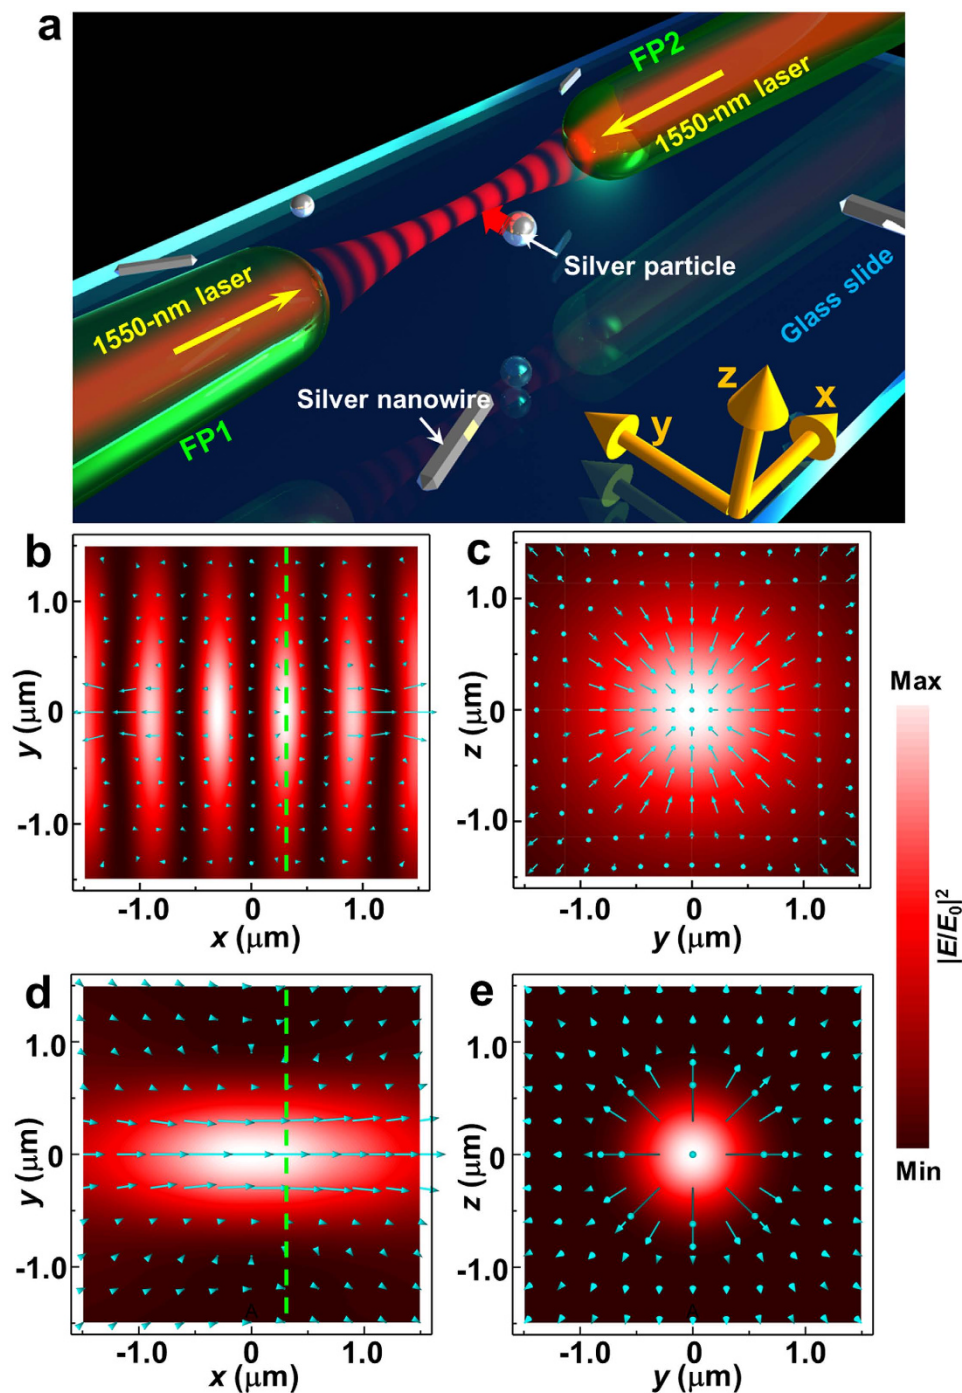 a
FP2
1550-nm laser
Silver particle
1550-nm laser
Glass slide
Silver nanowire
FP1
z
x
y
b
y (μm)
1.0
0
-1.0
-1.0
0
1.0
x (μm)
c
z (μm)
1.0
0
-1.0
-1.0
0
1.0
y (μm)
Max
|E/E0|2
Min
d
y (μm)
1.0
0
-1.0
-1.0
0
1.0
x (μm)
e
z (μm)
1.0
0
-1.0
-1.0
0
1.0
y (μm)